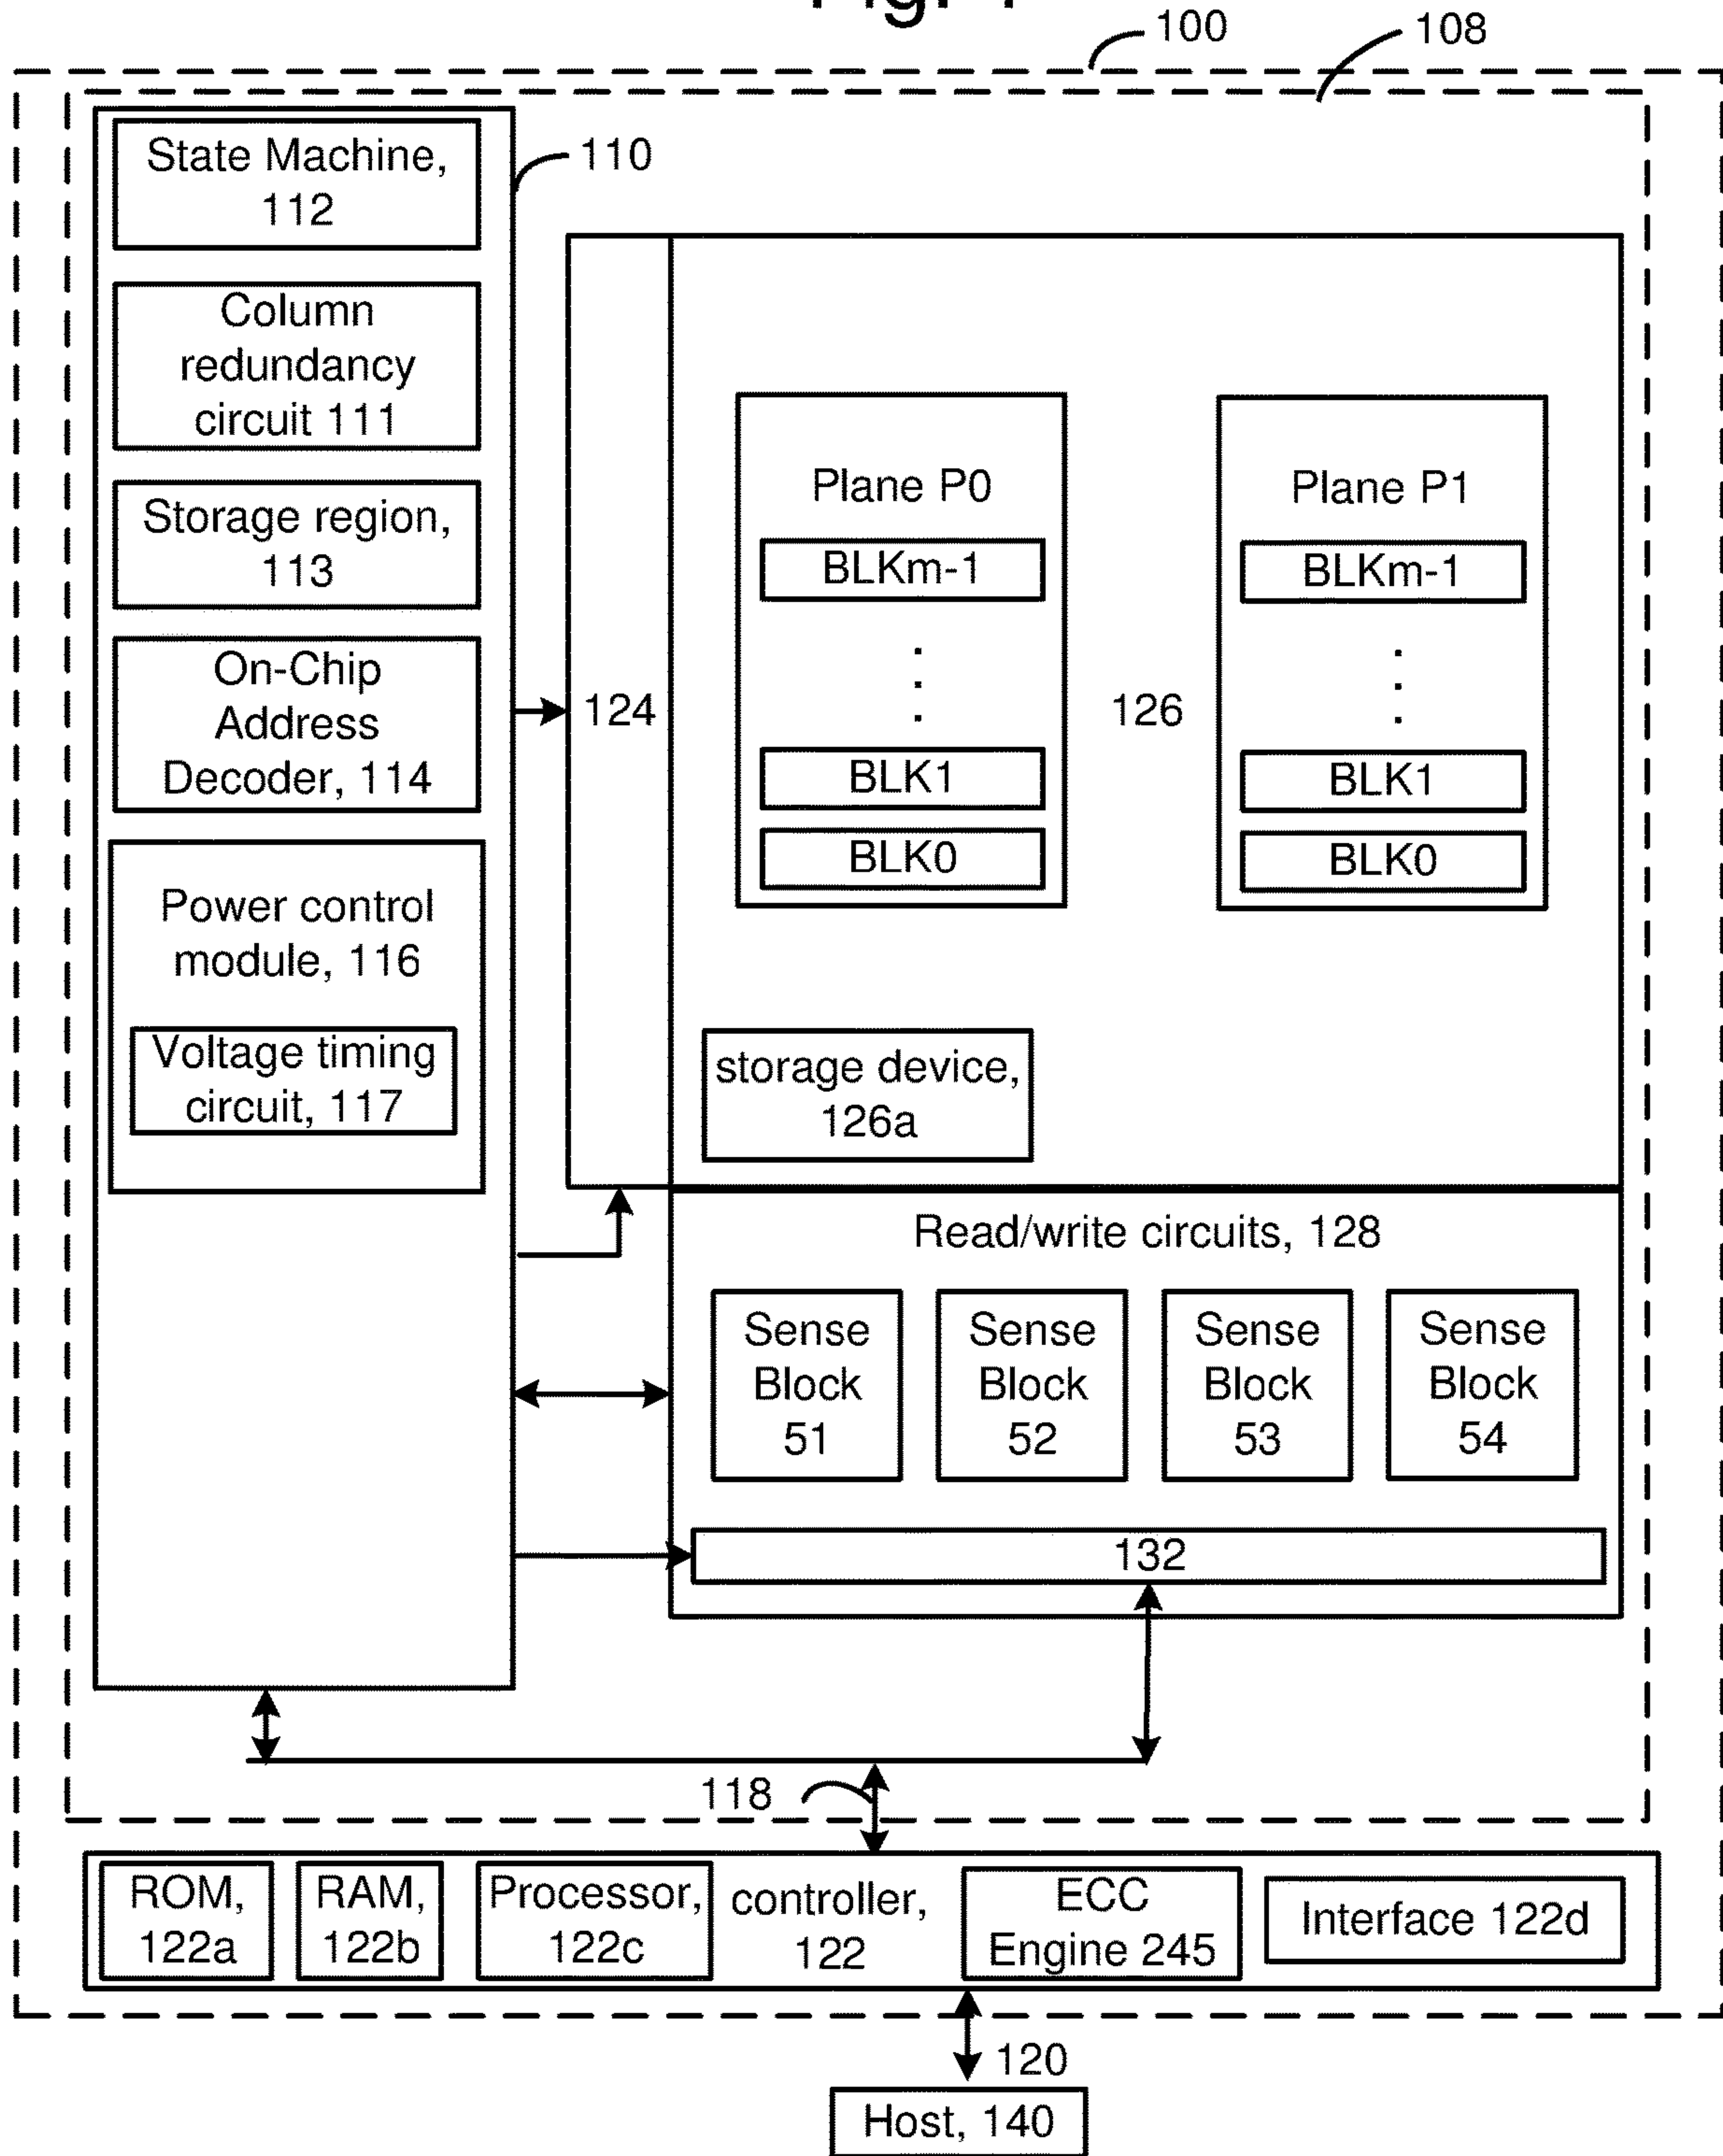 100
108
State Machine,
112
110
Column
redundancy
circuit 111
Storage region,
113
On-Chip
Address
Decoder, 114
Power control
module, 116
Voltage timing
circuit, 117
124
Plane P0
BLKm-1
.
.
.
BLK1
BLK0
126
Plane P1
BLKm-1
.
.
.
BLK1
BLK0
storage device,
126a
Read/write circuits, 128
Sense
Block
51
Sense
Block
52
Sense
Block
53
Sense
Block
54
132
118
ROM,
122a
RAM,
122b
Processor,
122c
controller,
122
ECC
Engine 245
Interface 122d
120
Host, 140